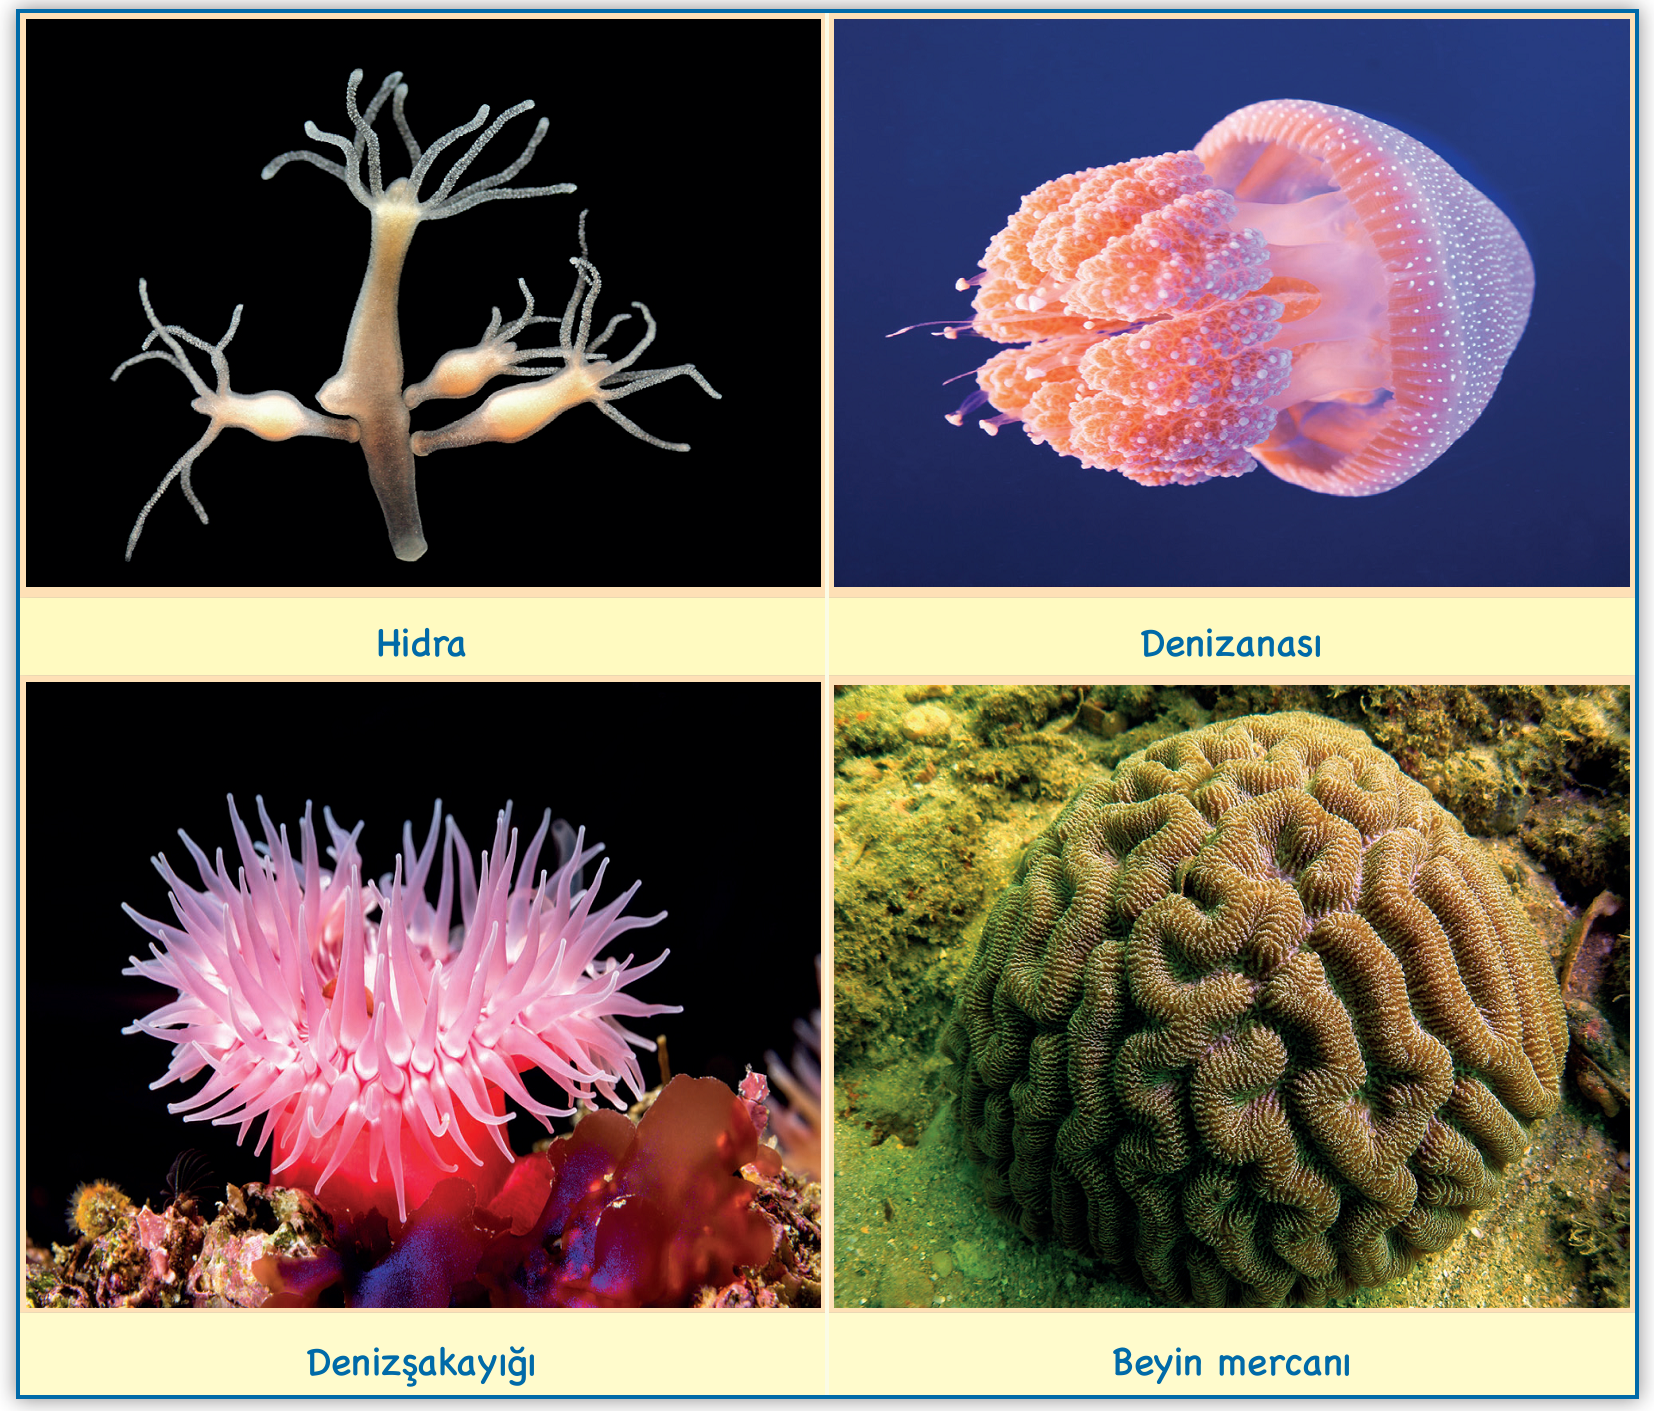 Hidra
Denizanası
Denizşakayığı
Beyin mercanı